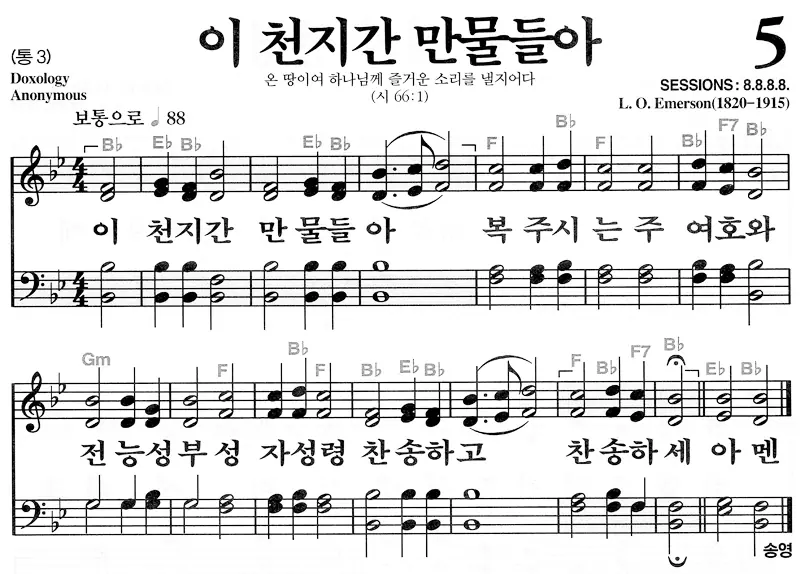 이 천지간 만물들아
5
(통 3)
Doxology
Anonymous
온 땅이여 하나님께 즐거운 소리를 낼지어다
(시 66:1)
SESSIONS : 8.8.8.8.
L. O. Emerson(1820-1915)
보통으로 ♩ 88
B♭ E♭ B♭ E♭ B♭ F B♭ F B♭ F7 B♭
이 천지간 만물들아 복 주시는 주 여호와
Gm F B♭ F B♭ E♭ B♭ F B♭ F7 B♭ E♭ B♭
전능성부성 자성령 찬송하고 찬송하세 아멘
송영